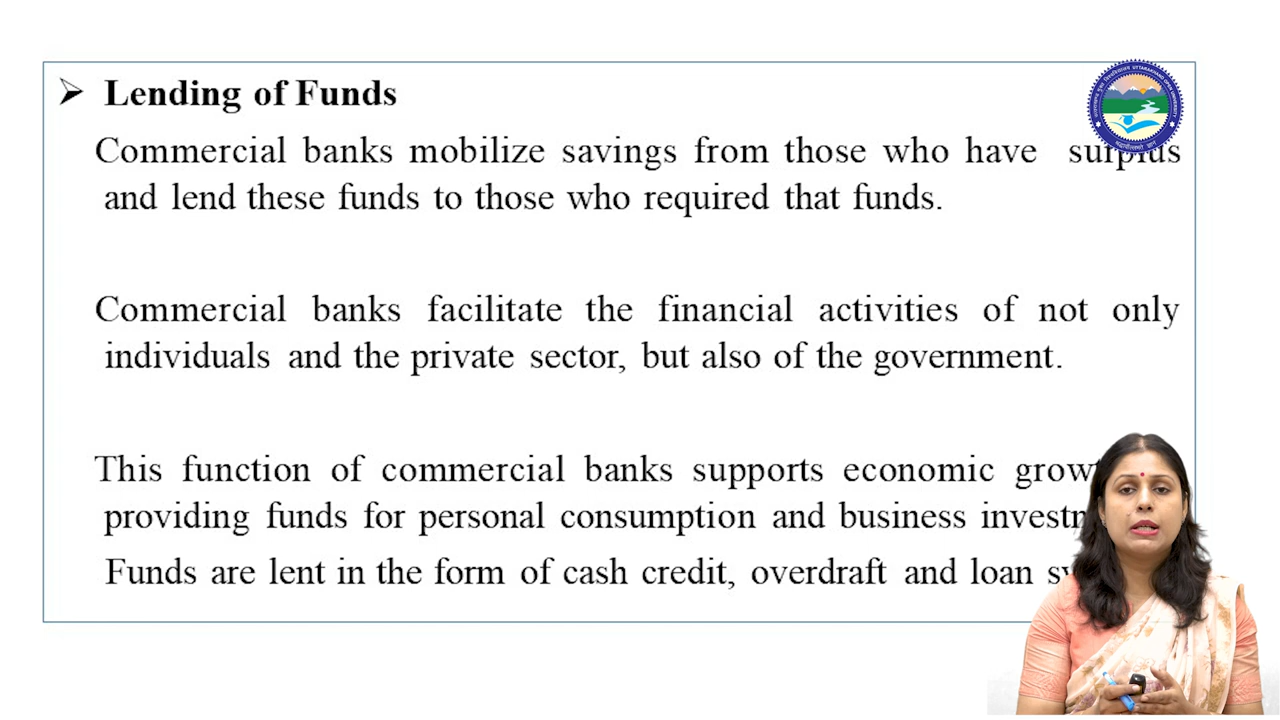 ➢ Lending of Funds
Commercial banks mobilize savings from those who have surplus
and lend these funds to those who required that funds.
Commercial banks facilitate the financial activities of not only
individuals and the private sector, but also of the government.
This function of commercial banks supports economic
providing funds for personal consumption and business
Funds are lent in the form of cash credit, overdraft and loan